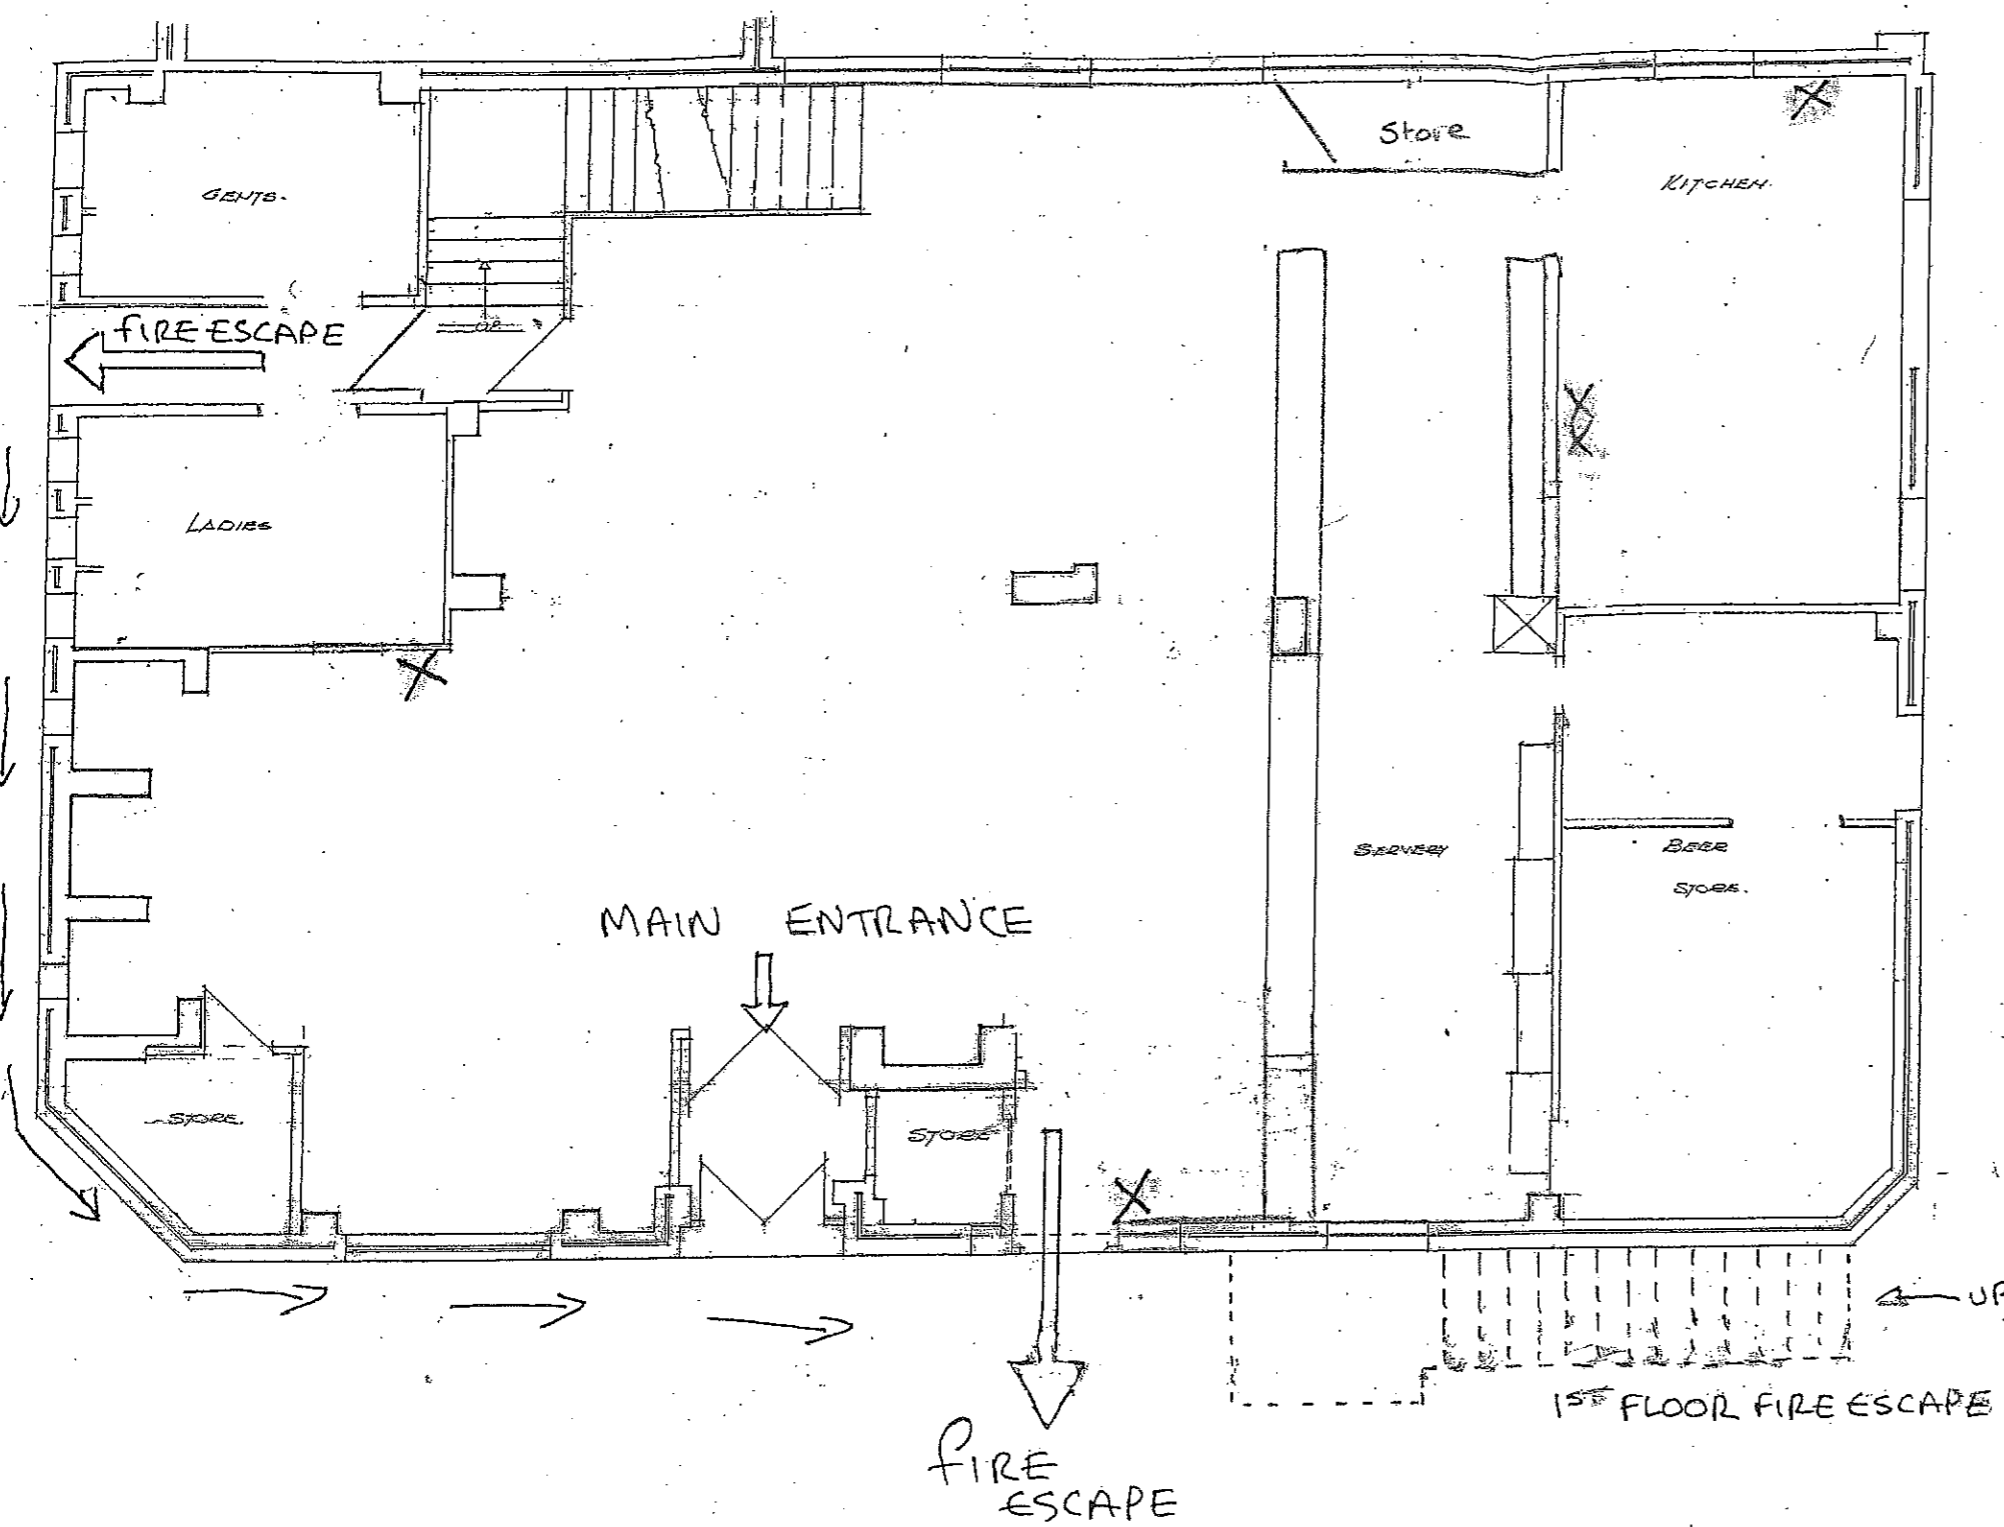 Store
KITCHEN.
GENTS.
UP
FIRE ESCAPE
LADIES
SERVERY
BEER
STORE.
MAIN ENTRANCE
STORE
STORE
UP
1ST FLOOR FIRE ESCAPE
FIRE
ESCAPE